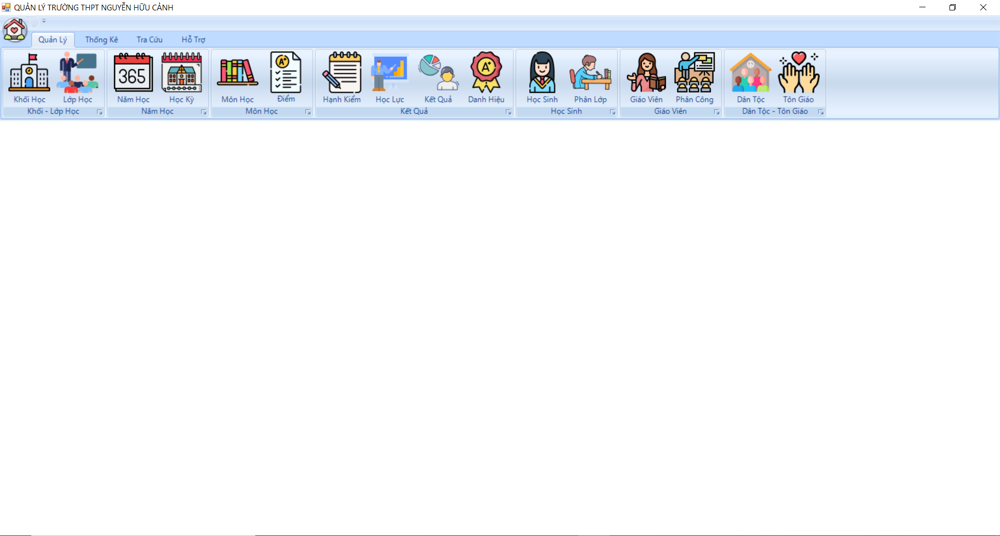 QUẢN LÝ TRƯỜNG THPT NGUYỄN HỮU CẢNH
Quản Lý Thống Kê Tra Cứu Hỗ Trợ
365 A+ A+
Khối Học Lớp Học Năm Học Học Kỳ Môn Học Điểm Hạnh Kiểm Học Lực Kết Quả Danh Hiệu Học Sinh Phân Lớp Giáo Viên Phân Công Dân Tộc Tôn Giáo
Khối - Lớp Học Năm Học Môn Học Kết Quả Học Sinh Giáo Viên Dân Tộc - Tôn Giáo